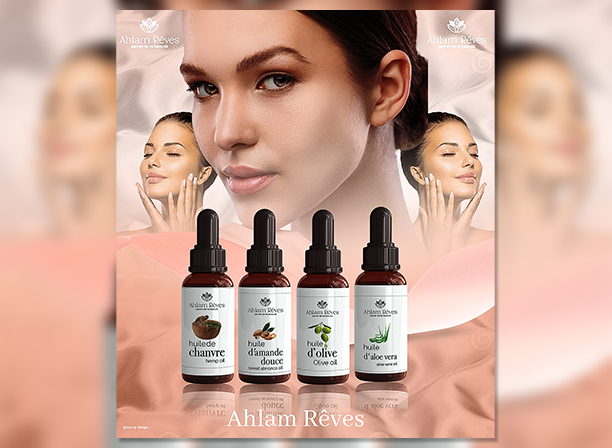 Ahlam Rêves
Ahlam Rêves
Ahlam Rêves
huile de
chanvre
hemp oil
Ahlam Rêves
huile
d'amande
douce
sweet almond oil
Ahlam Rêves
huile
d'olive
Olive oil
Ahlam Rêves
huile
d'aloe vera
aloe vera oil
Ahlam Rêves